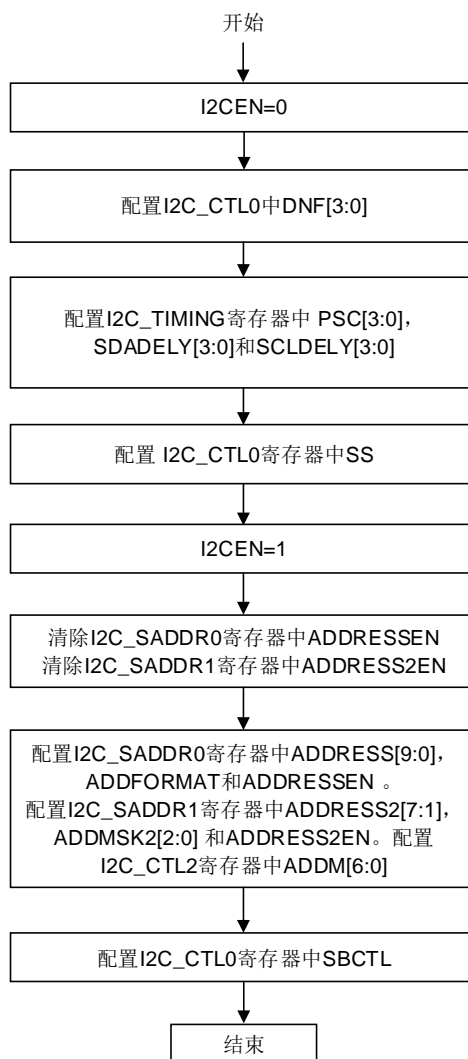 开始
I2CEN=0
配置I2C_CTL0中DNF[3:0]
配置I2C_TIMING寄存器中 PSC[3:0]，
SDADELY[3:0]和SCLDELY[3:0]
配置 I2C_CTL0寄存器中SS
I2CEN=1
清除I2C_SADDR0寄存器中ADDRESSEN
清除I2C_SADDR1寄存器中ADDRESS2EN
配置I2C_SADDR0寄存器中ADDRESS[9:0]，
ADDFORMAT和ADDRESSEN 。
配置I2C_SADDR1寄存器中ADDRESS2[7:1]，
ADDMSK2[2:0] 和ADDRESS2EN。配置
I2C_CTL2寄存器中ADDM[6:0]
配置I2C_CTL0寄存器中SBCTL
结束